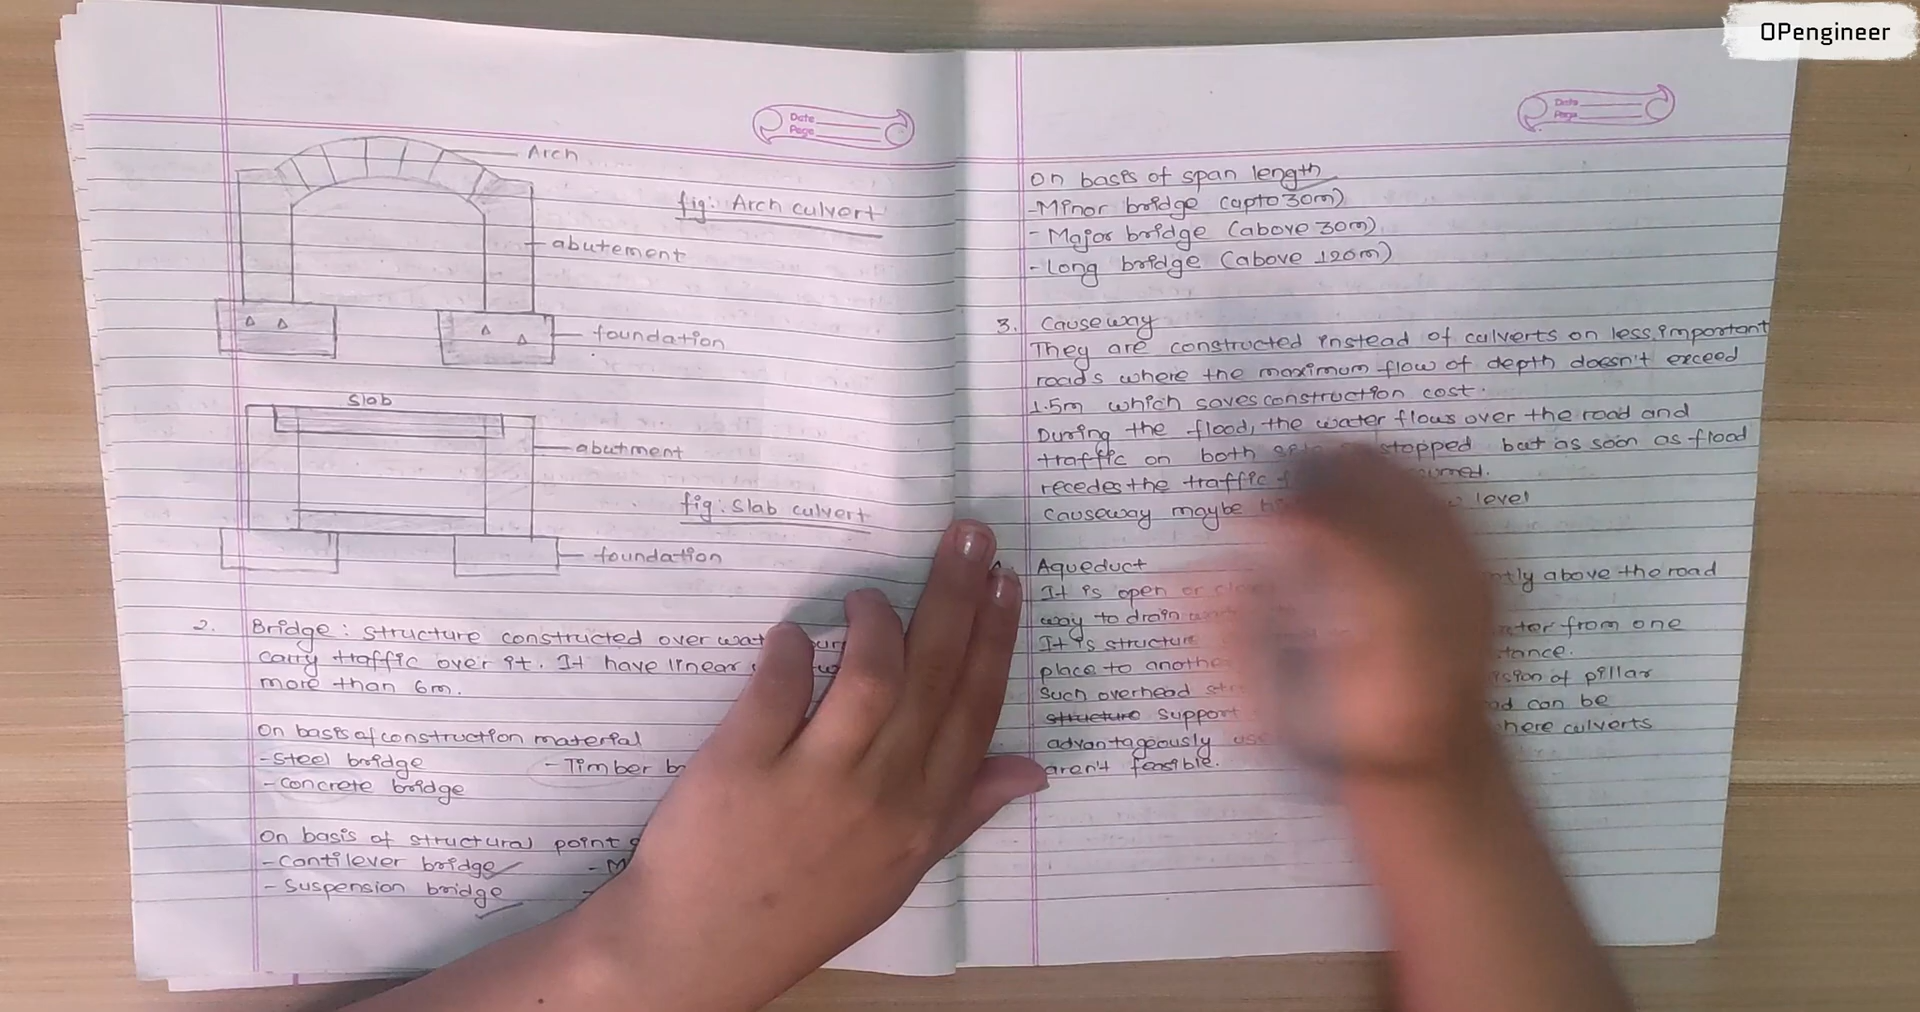 OPengineer
Date
Page
Arch
fig: Arch culvert
abutement
foundation
Slab
abutment
fig: Slab culvert
foundation
2. Bridge: structure constructed over
carry traffic over it. It have linear
more than 6m.
On basis of construction material
-steel bridge - Timber
-concrete bridge
On basis of structural point
-cantilever bridge
- Suspension bridge
Date
Page
On basis of span length
-Minor bridge (upto 30m)
- Major bridge (above 30m)
- long bridge (above 120m)
3. Causeway
They are constructed instead of culverts on less important
roads where the maximum flow of depth doesn't exceed
1.5m which saves construction cost.
During the flood, the water flows over the road and
traffic on both stopped but as soon as flood
recedes the traffic
Causeway maybe level
Aqueduct
It is open or above the road
way to drain
It is structure from one
place to
Such overhead of pillar
structure support can be
advantageously culverts
aren't feasible.